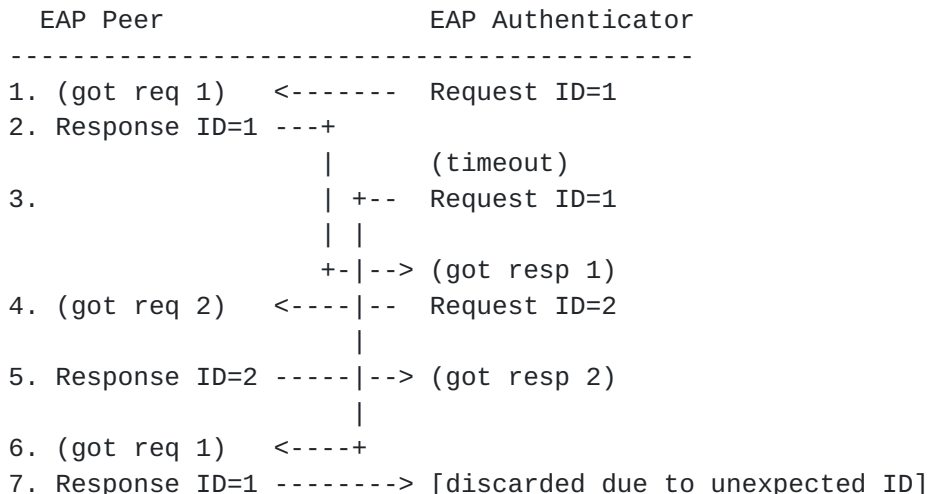 EAP Peer                 EAP Authenticator
--------------------------------------------
1. (got req 1)   <-------  Request ID=1
2. Response ID=1 ---+
                    |      (timeout)
3.                  | +--  Request ID=1
                    | |
                    +-|--> (got resp 1)
4. (got req 2)   <----|--  Request ID=2
                      |
5. Response ID=2 -----|--> (got resp 2)
                      |
6. (got req 1)   <----+
7. Response ID=1 --------> [discarded due to unexpected ID]